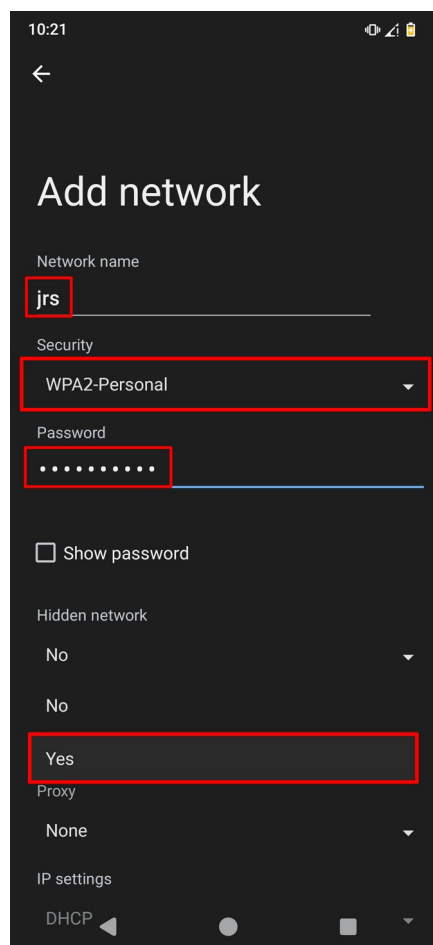 10:21
Add network
Network name
jrs
Security
WPA2-Personal
Password
••••••••••
Show password
Hidden network
No
No
Yes
Proxy
None
IP settings
DHCP